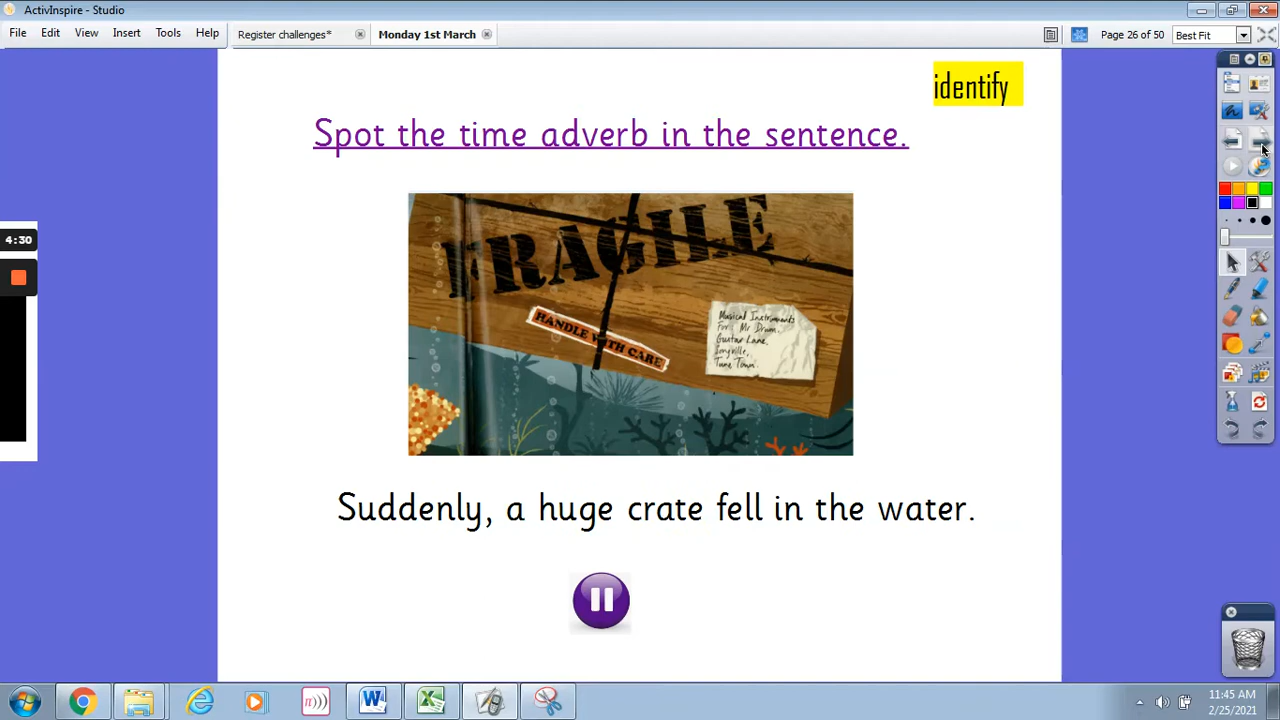 ActivInspire - Studio
File Edit View Insert Tools Help
Register challenges*
Monday 1st March
Page 26 of 50
Best Fit
identify
Spot the time adverb in the sentence.
4:30
FRAGILE
HANDLE WITH CARE
Musical Instruments
For Mr Drum,
Guitar Lane,
Songville,
Tune Town.
Suddenly, a huge crate fell in the water.
11:45 AM
2/25/2021